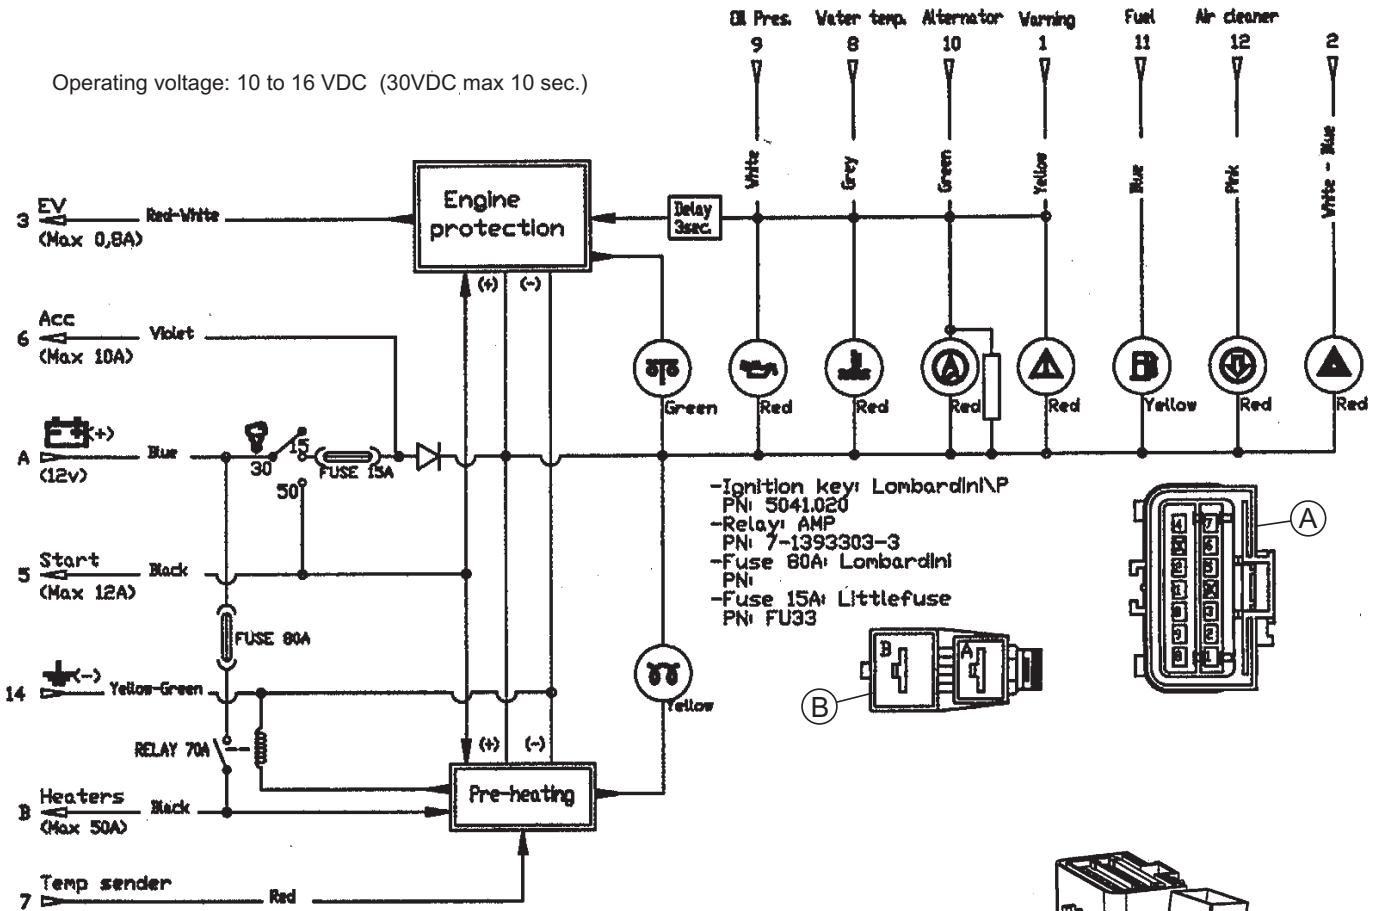 Oil Pres. Water temp. Alternator Warning Fuel Air cleaner
9 8 10 1 11 12 2
Operating voltage: 10 to 16 VDC (30VDC max 10 sec.)
White Grey Green Yellow Blue Pink White - Blue
Engine
protection
Delay
3sec.
3 EV Red-White
(Max 0,8A)
(+) (-)
6 Acc Violet
(Max 10A)
Green Red Red Red Red Yellow Red Red
A (+) Blue
(12v)
30 15 FUSE 15A
50
-Ignition key: Lombardini\P
PN: 5041.020
-Relay: AMP
PN: 7-1393303-3
-Fuse 80A: Lombardini
PN:
-Fuse 15A: Littlefuse
PN: FU33
A
5 Start Black
(Max 12A)
FUSE 80A
B A
B
14 (-) Yellow-Green
Yellow
RELAY 70A
(+) (-)
Pre-heating
B Heaters Black
(Max 50A)
7 Temp sender Red